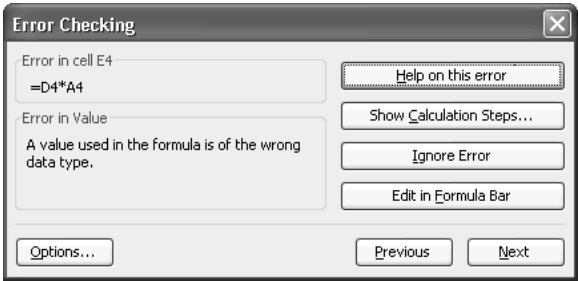 Error Checking
Error in cell E4
=D4*A4
Error in Value
A value used in the formula is of the wrong
data type.
Help on this error
Show Calculation Steps...
Ignore Error
Edit in Formula Bar
Options...
Previous
Next